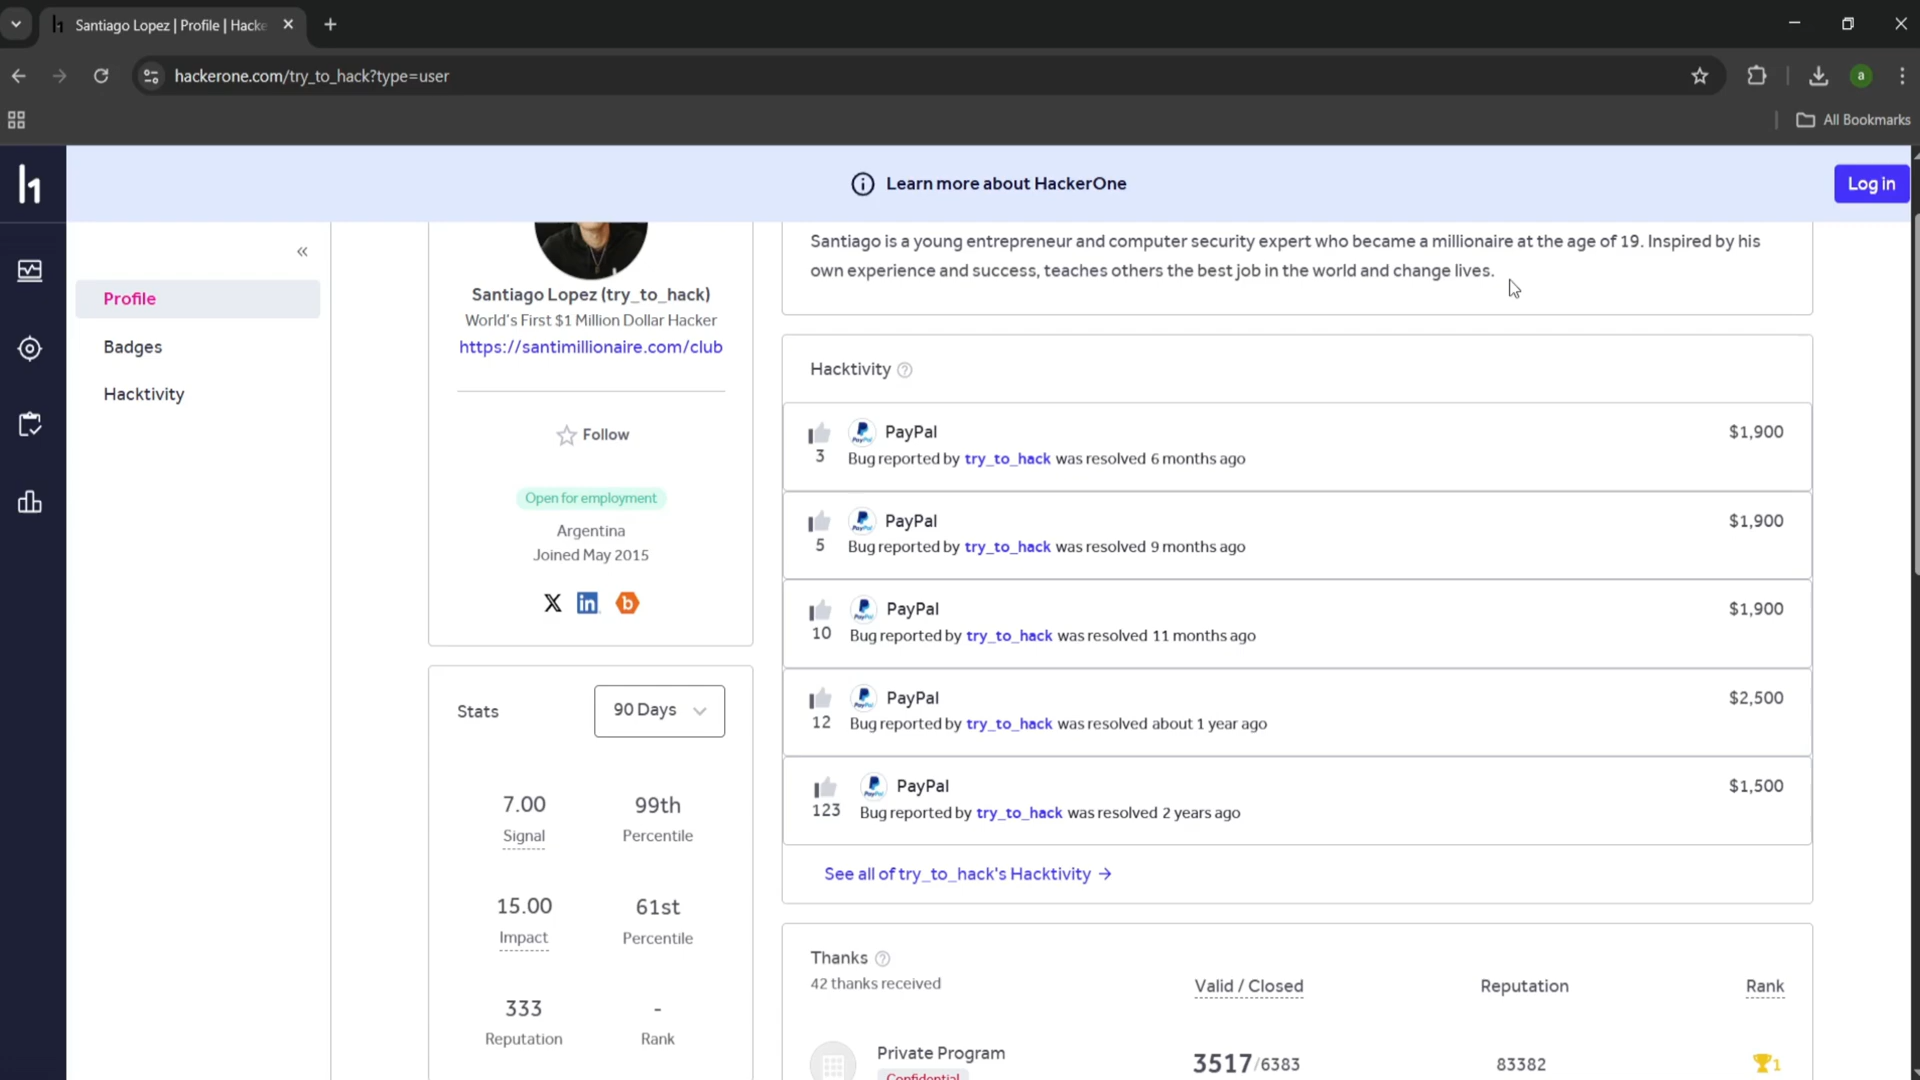 Santiago Lopez | Profile | Hacke
hackerone.com/try_to_hack?type=user
a
All Bookmarks
h1
Learn more about HackerOne
Log in
Profile
Badges
Hacktivity
Santiago Lopez (try_to_hack)
World's First $1 Million Dollar Hacker
https://santimillionaire.com/club
Follow
Open for employment
Argentina
Joined May 2015
X in b
Stats
90 Days
7.00 99th
Signal Percentile
15.00 61st
Impact Percentile
333 -
Reputation Rank
Santiago is a young entrepreneur and computer security expert who became a millionaire at the age of 19. Inspired by his
own experience and success, teaches others the best job in the world and change lives.
Hacktivity
PayPal $1,900
3 Bug reported by try_to_hack was resolved 6 months ago
PayPal $1,900
5 Bug reported by try_to_hack was resolved 9 months ago
PayPal $1,900
10 Bug reported by try_to_hack was resolved 11 months ago
PayPal $2,500
12 Bug reported by try_to_hack was resolved about 1 year ago
PayPal $1,500
123 Bug reported by try_to_hack was resolved 2 years ago
See all of try_to_hack's Hacktivity →
Thanks
42 thanks received
Valid / Closed Reputation Rank
Private Program 3517/6383 83382 1
Confidential